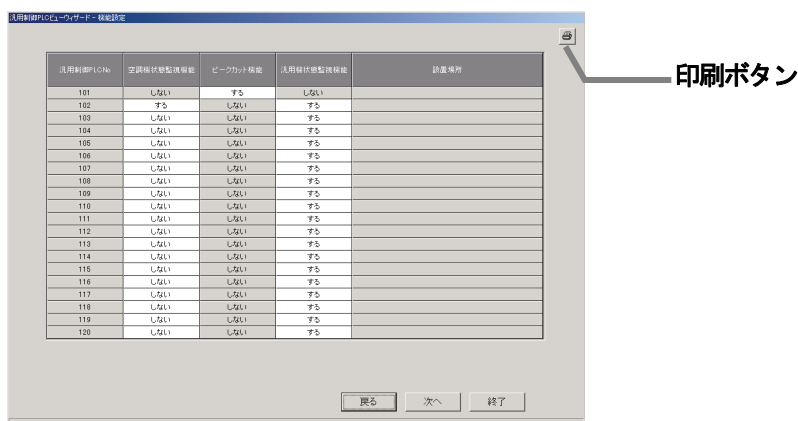 汎用制御PLCビューウィザード - 機能設定
印刷ボタン
汎用制御PLCNo 空調機状態監視機能 ピークカット機能 汎用機状態監視機能 設置場所
101 しない する しない
102 する しない する
103 しない しない する
104 しない しない する
105 しない しない する
106 しない しない する
107 しない しない する
108 しない しない する
109 しない しない する
110 しない しない する
111 しない しない する
112 しない しない する
113 しない しない する
114 しない しない する
115 しない しない する
116 しない しない する
117 しない しない する
118 しない しない する
119 しない しない する
120 しない しない する
戻る 次へ 終了